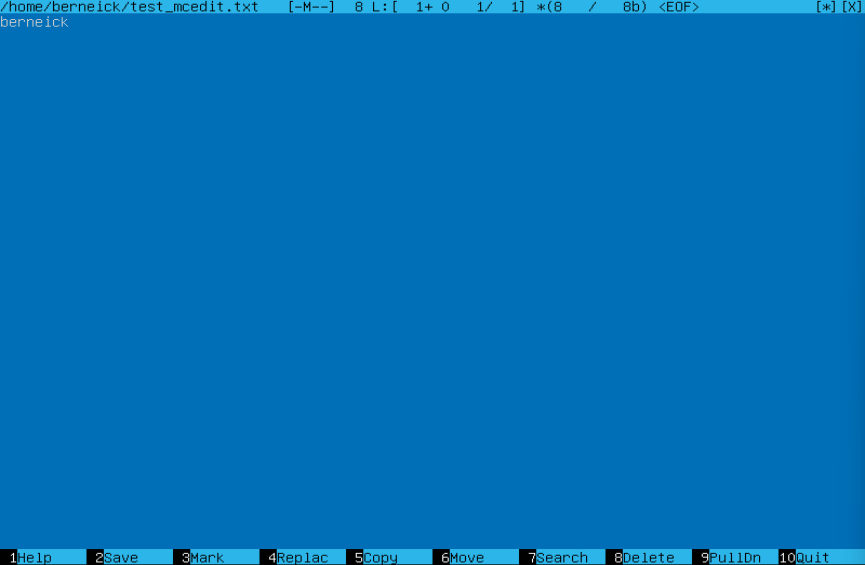 /home/berneick/test_mcedit.txt   [-M--]  8 L:[  1+ 0   1/  1] *(8   /   8b) <EOF>   [*][X]
berneick
1Help   2Save   3Mark   4Replac   5Copy   6Move   7Search   8Delete   9PullDn   10Quit